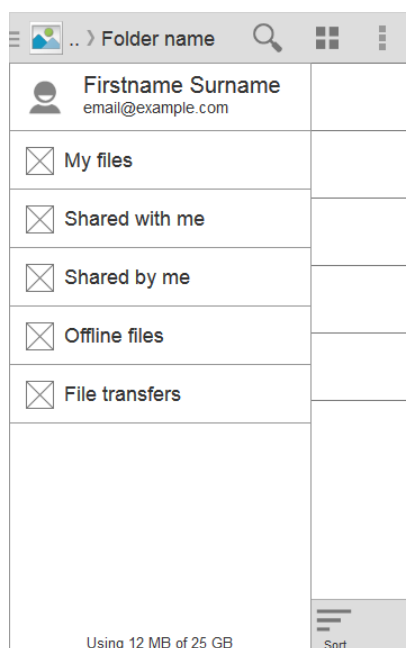 .. 〉Folder name
Firstname Surname
email@example.com
My files
Shared with me
Shared by me
Offline files
File transfers
Using 12 MB of 25 GB
Sort